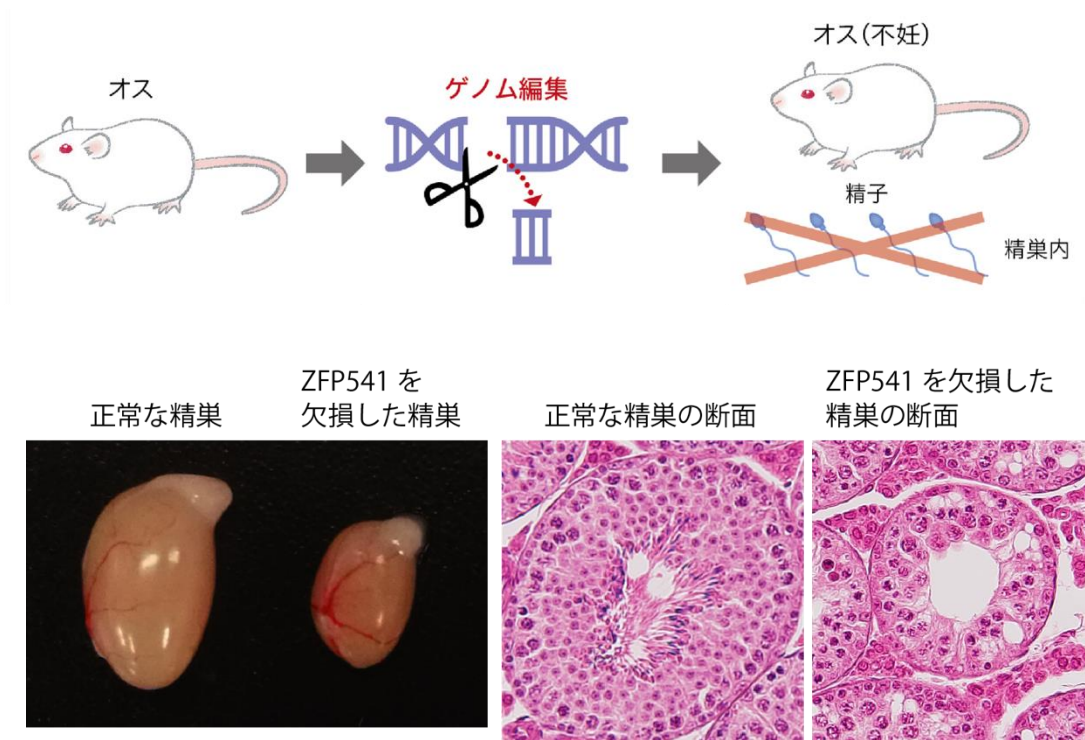 オス
ゲノム編集
オス(不妊)
精子
精巣内
正常な精巣
ZFP541 を
欠損した精巣
正常な精巣の断面
ZFP541 を欠損した
精巣の断面